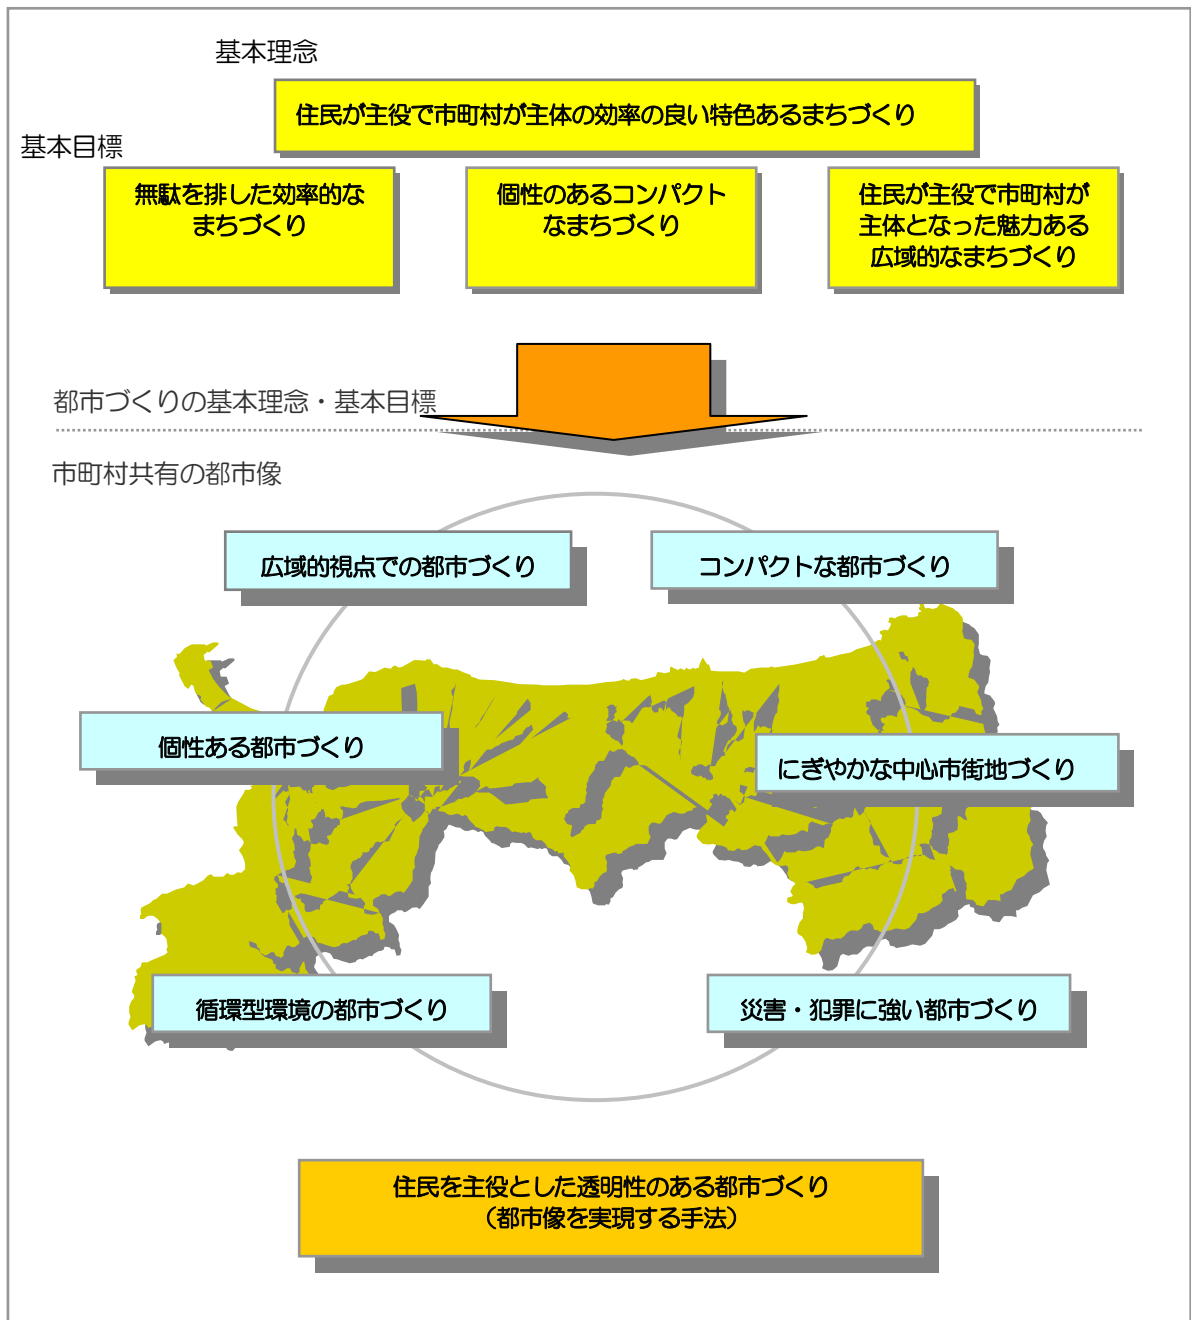 基本理念
住民が主役で市町村が主体の効率の良い特色あるまちづくり
基本目標
無駄を排した効率的な
まちづくり
個性のあるコンパクト
なまちづくり
住民が主役で市町村が
主体となった魅力ある
広域的なまちづくり
都市づくりの基本理念・基本目標
市町村共有の都市像
広域的視点での都市づくり
コンパクトな都市づくり
個性ある都市づくり
にぎやかな中心市街地づくり
循環型環境の都市づくり
災害・犯罪に強い都市づくり
住民を主役とした透明性のある都市づくり
（都市像を実現する手法）